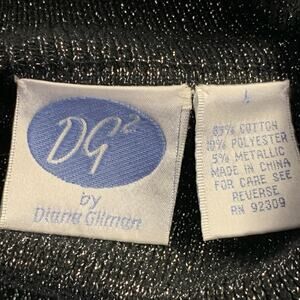 DG²
by
Diane Gilman
L
85% COTTON
10% POLYESTER
5% METALLIC
MADE IN CHINA
FOR CARE SEE
REVERSE
RN 92309